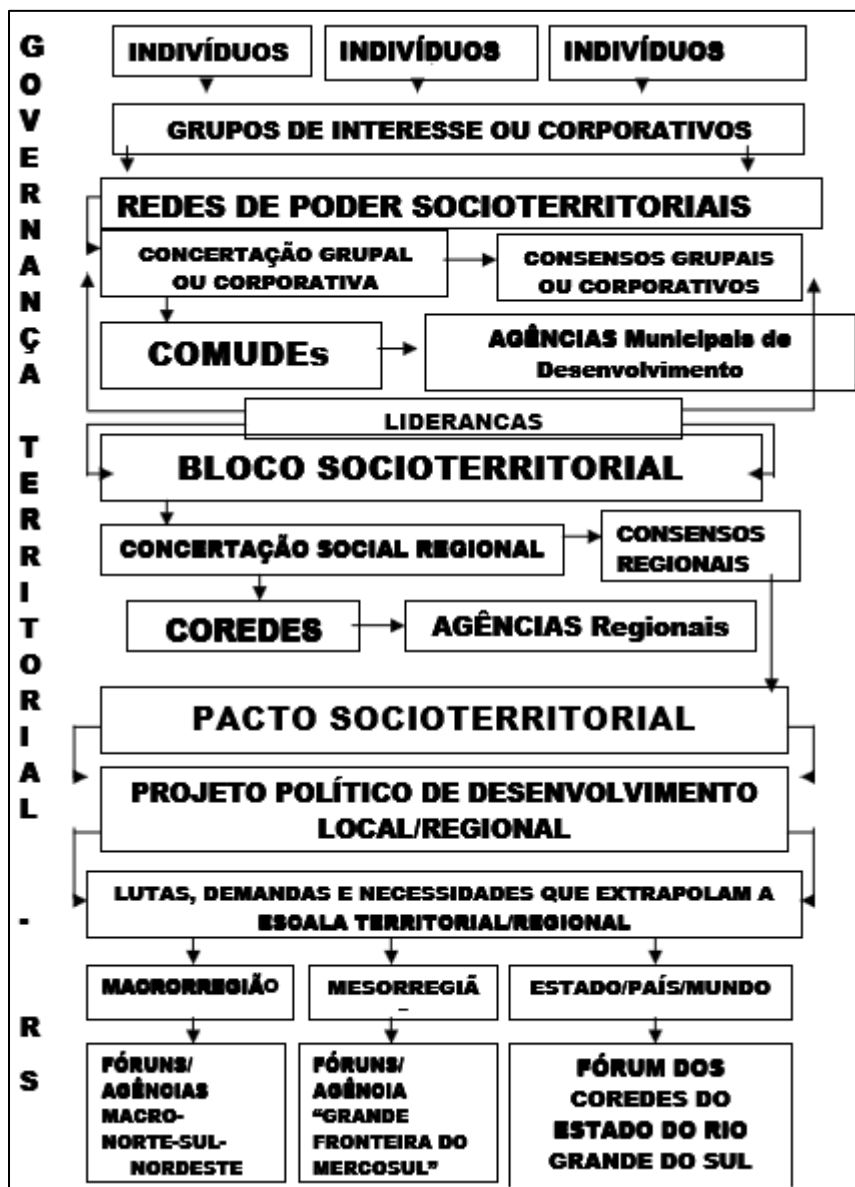 GOVERNANÇA TERRITORIAL - RS
INDIVÍDUOS
INDIVÍDUOS
INDIVÍDUOS
GRUPOS DE INTERESSE OU CORPORATIVOS
REDES DE PODER SOCIOTERRITORIAIS
CONCERTAÇÃO GRUPAL
OU CORPORATIVA
CONSENSOS GRUPAIS
OU CORPORATIVOS
COMUDEs
AGÊNCIAS Municipais de
Desenvolvimento
LIDERANCAS
BLOCO SOCIOTERRITORIAL
CONCERTAÇÃO SOCIAL REGIONAL
CONSENSOS
REGIONAIS
COREDES
AGÊNCIAS Regionais
PACTO SOCIOTERRITORIAL
PROJETO POLÍTICO DE DESENVOLVIMENTO
LOCAL/REGIONAL
LUTAS, DEMANDAS E NECESSIDADES QUE EXTRAPOLAM A
ESCALA TERRITORIAL/REGIONAL
MACRORREGIÃO
MESORREGIÃ
ESTADO/PAÍS/MUNDO
FÓRUNS/
AGÊNCIAS
MACRO-
NORTE-SUL-
NORDESTE
FÓRUNS/
AGÊNCIA
“GRANDE
FRONTEIRA DO
MERCOSUL”
FÓRUM DOS
COREDES DO
ESTADO DO RIO
GRANDE DO SUL